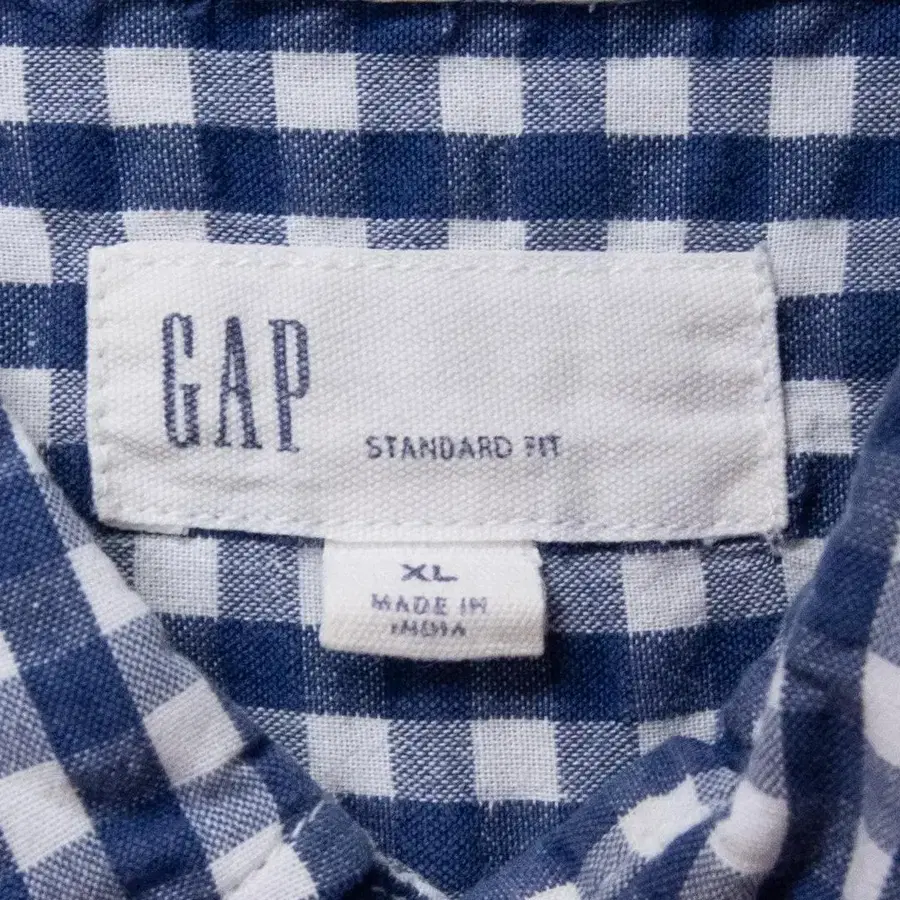 GAP
STANDARD FIT
XL
MADE IN
INDIA